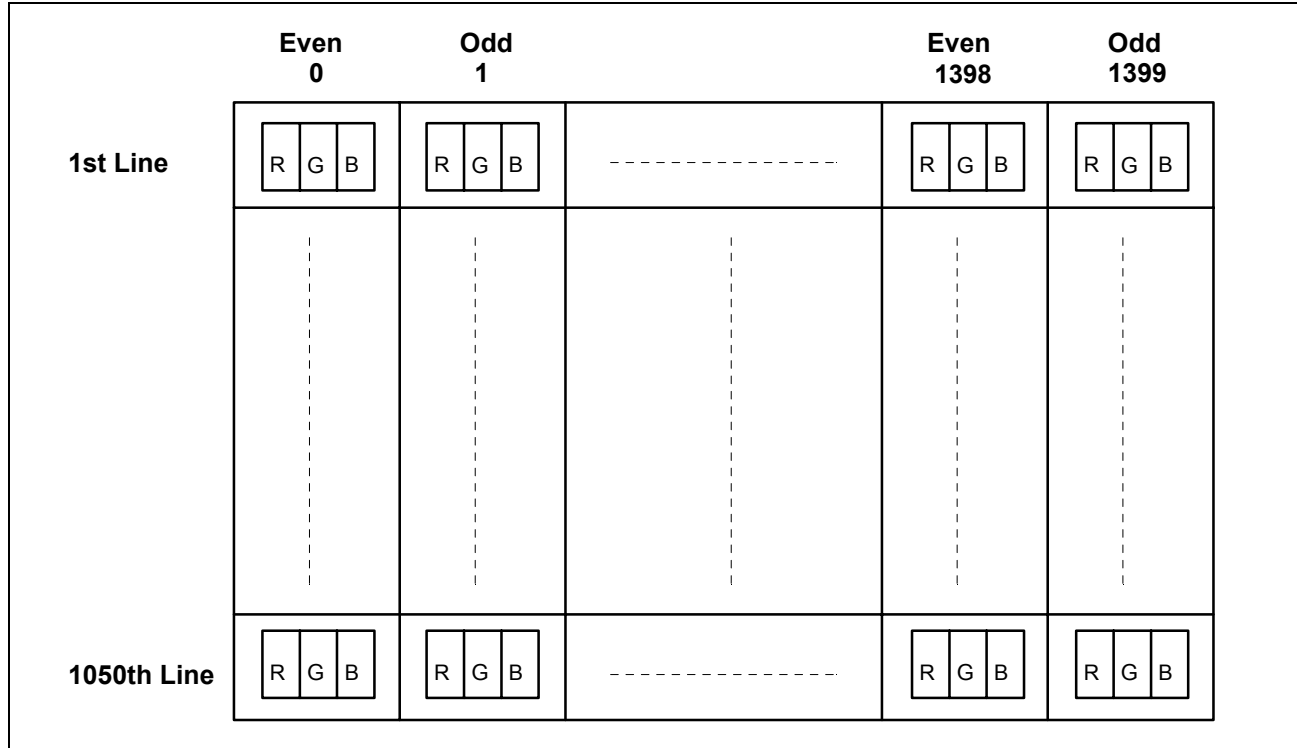 Even Odd Even Odd
0 1 1398 1399
1st Line R G B R G B R G B R G B
1050th Line R G B R G B R G B R G B